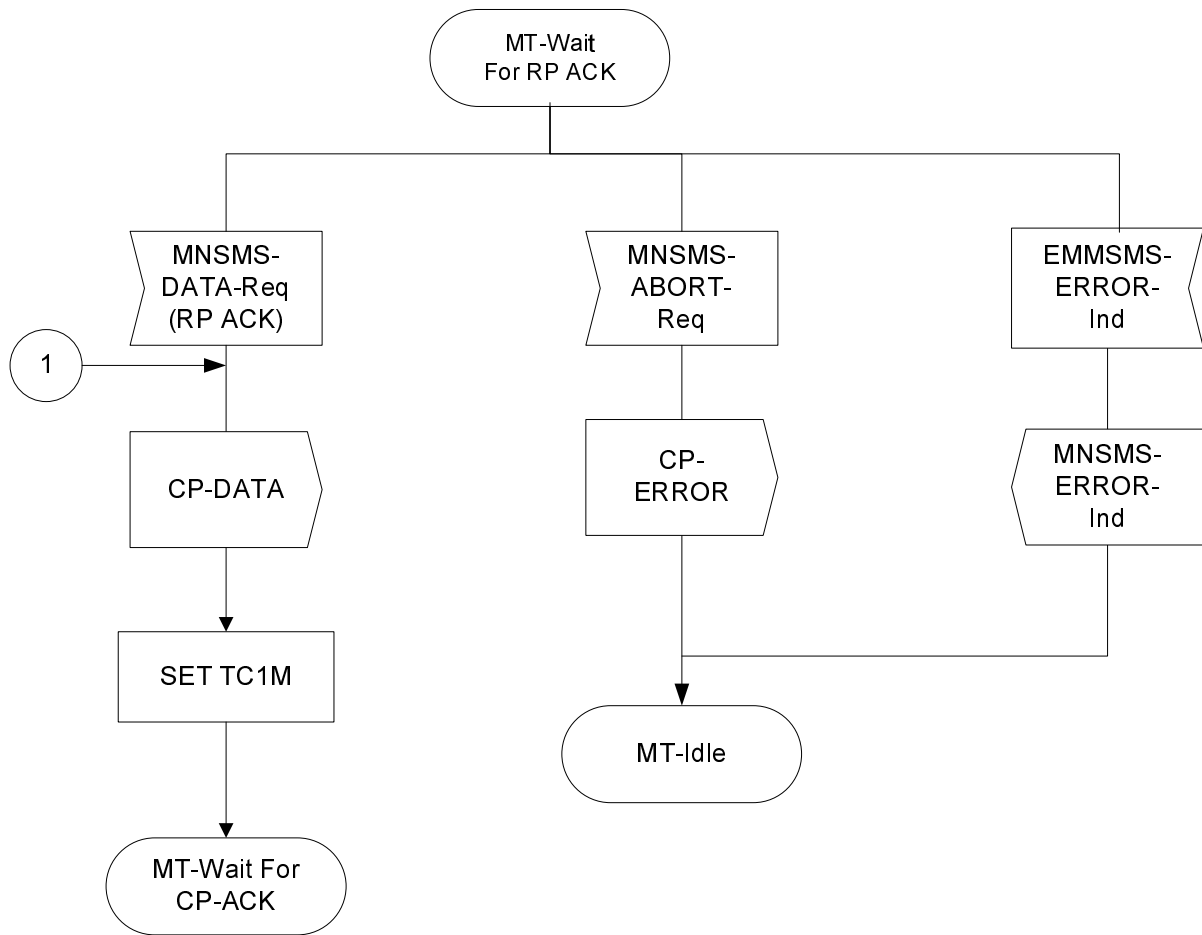 MT-Wait
For RP ACK
MNSMS-
DATA-Req
(RP ACK)
MNSMS-
ABORT-
Req
EMMSMS-
ERROR-
Ind
1
CP-DATA
CP-
ERROR
MNSMS-
ERROR-
Ind
SET TC1M
MT-Idle
MT-Wait For
CP-ACK